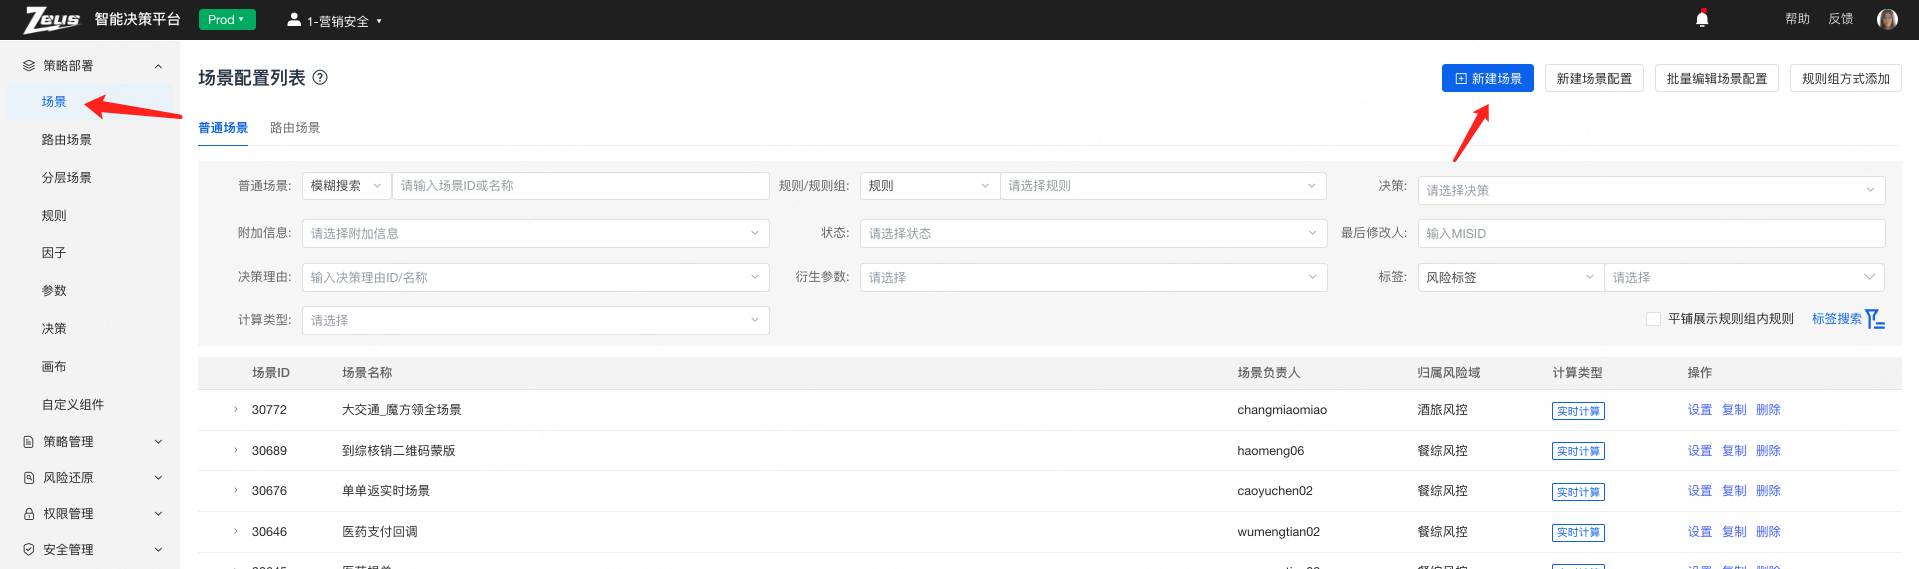 Zeus 智能决策平台 Prod 1-营销安全 帮助 反馈
策略部署
场景
路由场景
分层场景
规则
因子
参数
决策
画布
自定义组件
策略管理
风险还原
权限管理
安全管理
场景配置列表 ?
新建场景 新建场景配置 批量编辑场景配置 规则组方式添加
普通场景 路由场景
普通场景: 模糊搜索 请输入场景ID或名称 规则/规则组: 规则 请选择规则 决策: 请选择决策
附加信息: 请选择附加信息 状态: 请选择状态 最后修改人: 输入MISID
决策理由: 输入决策理由ID/名称 衍生参数: 请选择 标签: 风险标签 请选择
计算类型: 请选择 平铺展示规则组内规则 标签搜索
场景ID 场景名称 场景负责人 归属风险域 计算类型 操作
30772 大交通_魔方领全场景 changmiaomiao 酒旅风控 实时计算 设置 复制 删除
30689 到综核销二维码蒙版 haomeng06 餐综风控 实时计算 设置 复制 删除
30676 单单返实时场景 caoyuchen02 餐综风控 实时计算 设置 复制 删除
30646 医药支付回调 wumengtian02 餐综风控 实时计算 设置 复制 删除